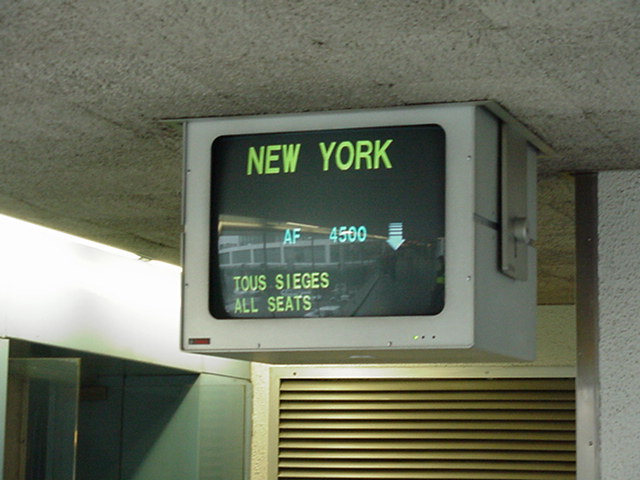 NEW YORK
AF 4500
TOUS SIEGES
ALL SEATS